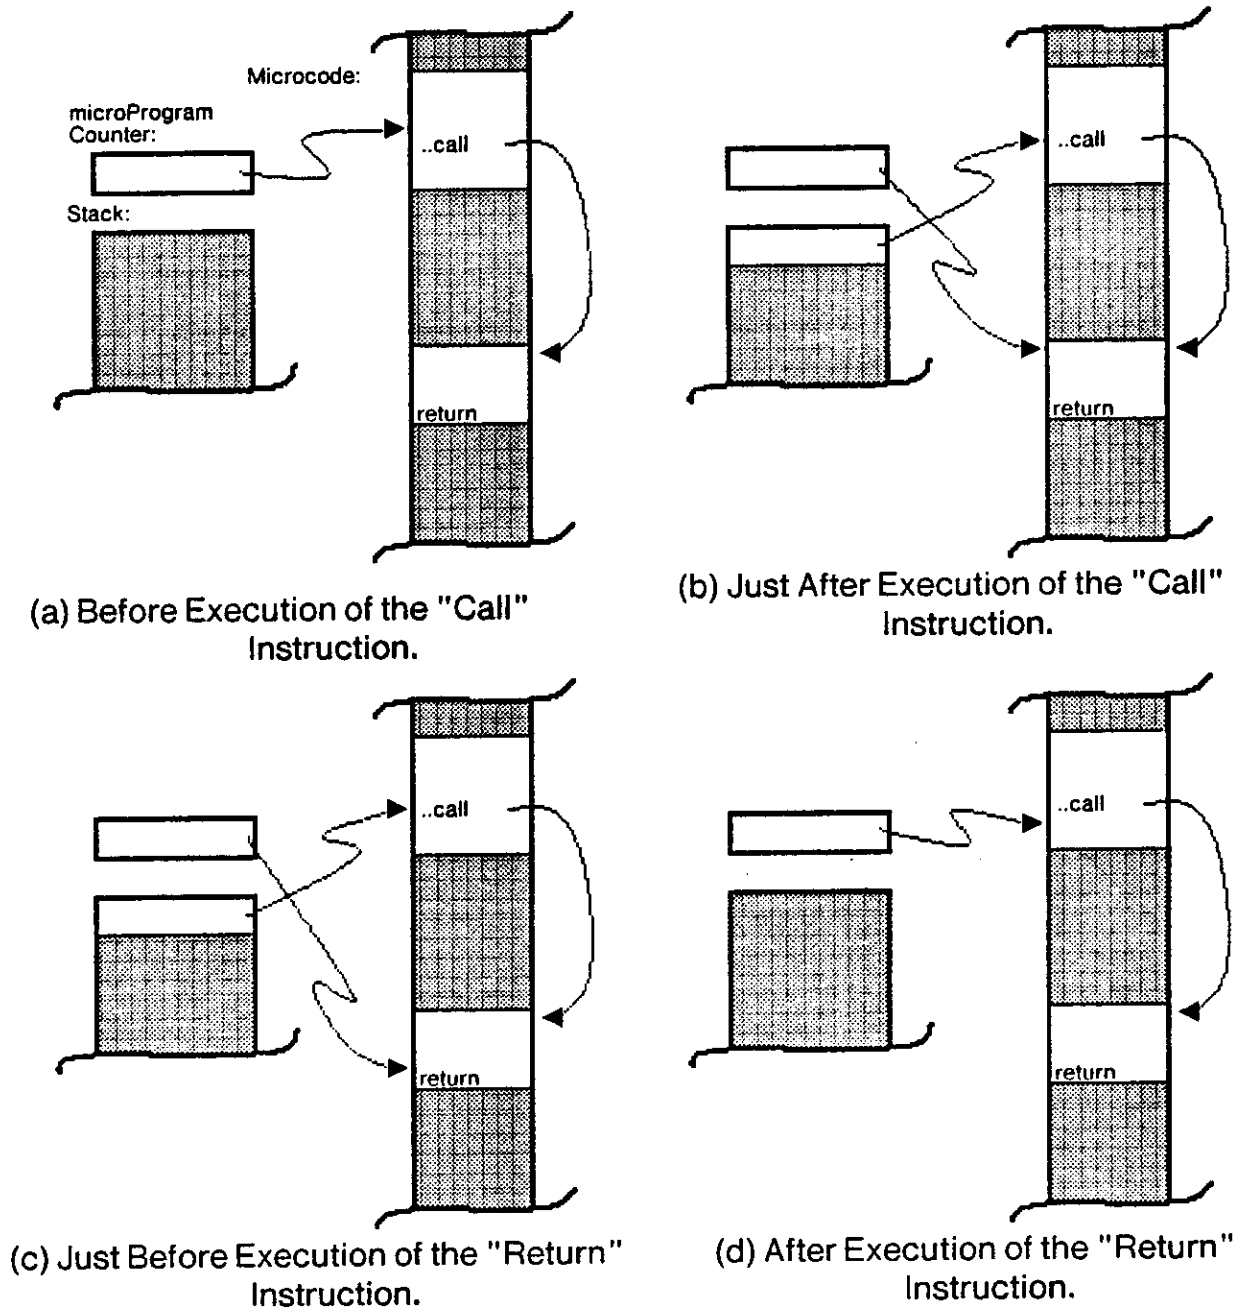 Microcode:
microProgram
Counter:
..call
Stack:
return
(a) Before Execution of the "Call"
Instruction.
..call
return
(b) Just After Execution of the "Call"
Instruction.
..call
return
(c) Just Before Execution of the "Return"
Instruction.
..call
return
(d) After Execution of the "Return"
Instruction.